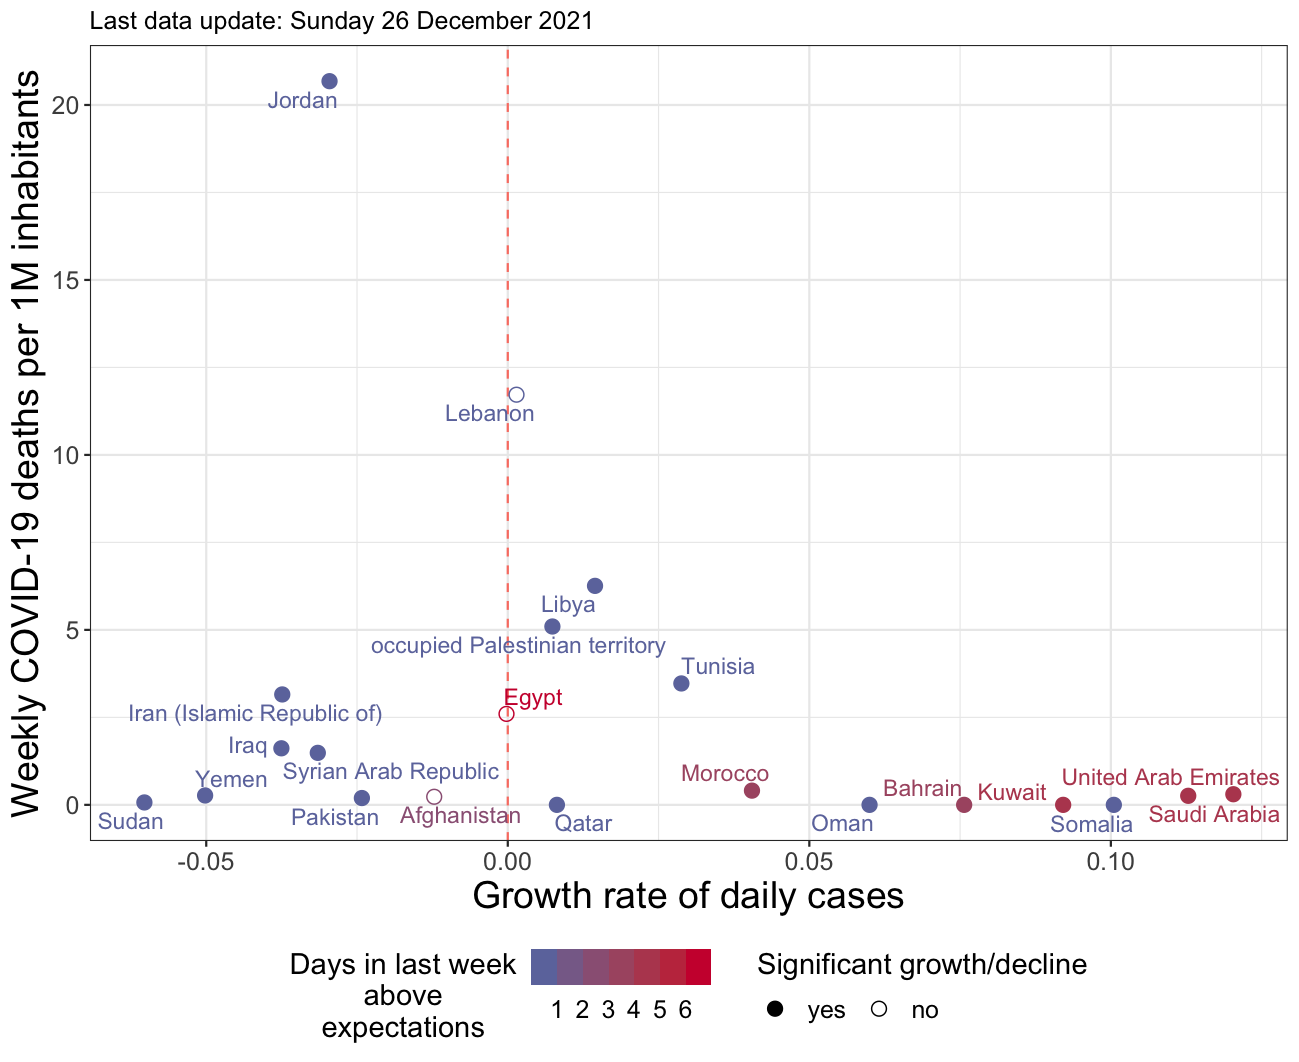 Last data update: Sunday 26 December 2021
Weekly COVID-19 deaths per 1M inhabitants
20
15
10
5
0
Jordan
Lebanon
Libya
occupied Palestinian territory
Tunisia
Egypt
Iran (Islamic Republic of)
Iraq
Syrian Arab Republic
Yemen
Morocco
United Arab Emirates
Bahrain
Kuwait
Sudan
Pakistan
Afghanistan
Qatar
Oman
Somalia
Saudi Arabia
-0.05
0.00
0.05
0.10
Growth rate of daily cases
Days in last week
above
expectations
1 2 3 4 5 6
Significant growth/decline
yes no